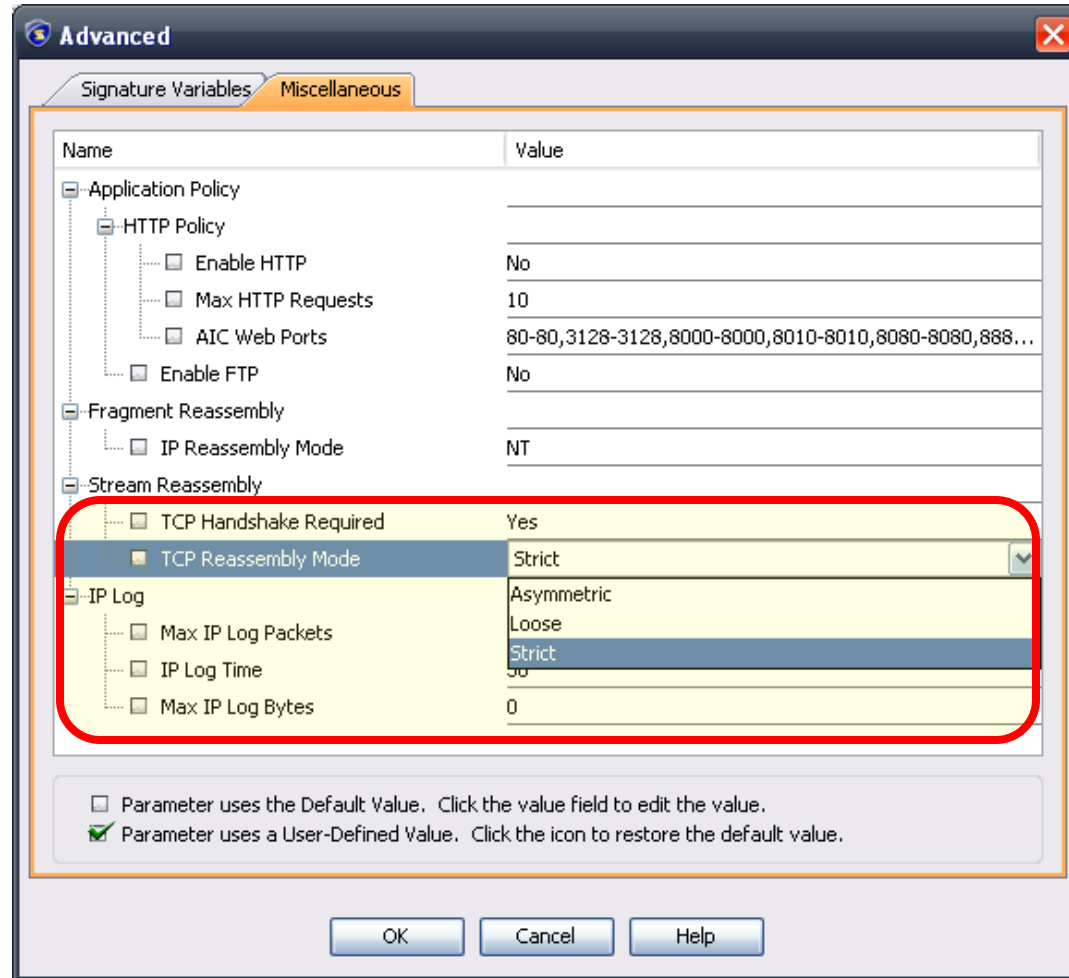 Advanced
Signature Variables Miscellaneous
Name Value
Application Policy
HTTP Policy
Enable HTTP No
Max HTTP Requests 10
AIC Web Ports 80-80,3128-3128,8000-8000,8010-8010,8080-8080,888...
Enable FTP No
Fragment Reassembly
IP Reassembly Mode NT
Stream Reassembly
TCP Handshake Required Yes
TCP Reassembly Mode Strict
IP Log Asymmetric
Loose
Max IP Log Packets
Strict
IP Log Time
Max IP Log Bytes 0
Parameter uses the Default Value. Click the value field to edit the value.
Parameter uses a User-Defined Value. Click the icon to restore the default value.
OK Cancel Help